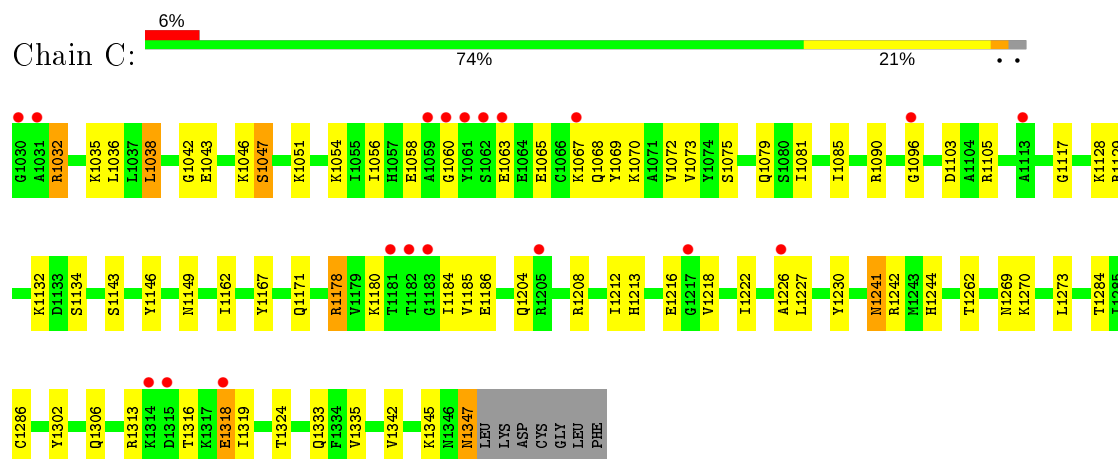 6%
Chain C:
74% 21% • •
G1030 A1031 R1032 K1035 L1036 L1037 L1038 G1042 E1043 K1046 S1047 K1051 K1054 I1055 I1056 H1057 E1058 A1059 G1060 Y1061 S1062 E1063 E1064 E1065 C1066 K1067 Q1068 Y1069 K1070 A1071 V1072 V1073 Y1074 S1075 Q1079 S1080 I1081 I1085 R1090 G1096 D1103 A1104 R1105 A1113 G1117 K1128 R1129
K1132 D1133 S1134 S1143 Y1146 N1149 I1162 Y1167 Q1171 R1178 V1179 K1180 T1181 T1182 G1183 I1184 V1185 E1186 Q1204 R1205 R1208 I1212 H1213 E1216 G1217 V1218 I1222 A1226 L1227 Y1230 N1241 R1242 M1243 H1244 T1262 N1269 K1270 L1273 T1284 I1285
C1286 Y1302 Q1306 R1313 K1314 D1315 T1316 K1317 E1318 I1319 T1324 Q1333 F1334 V1335 V1342 K1345 N1346 N1347 LEU LYS ASP CYS GLY LEU PHE